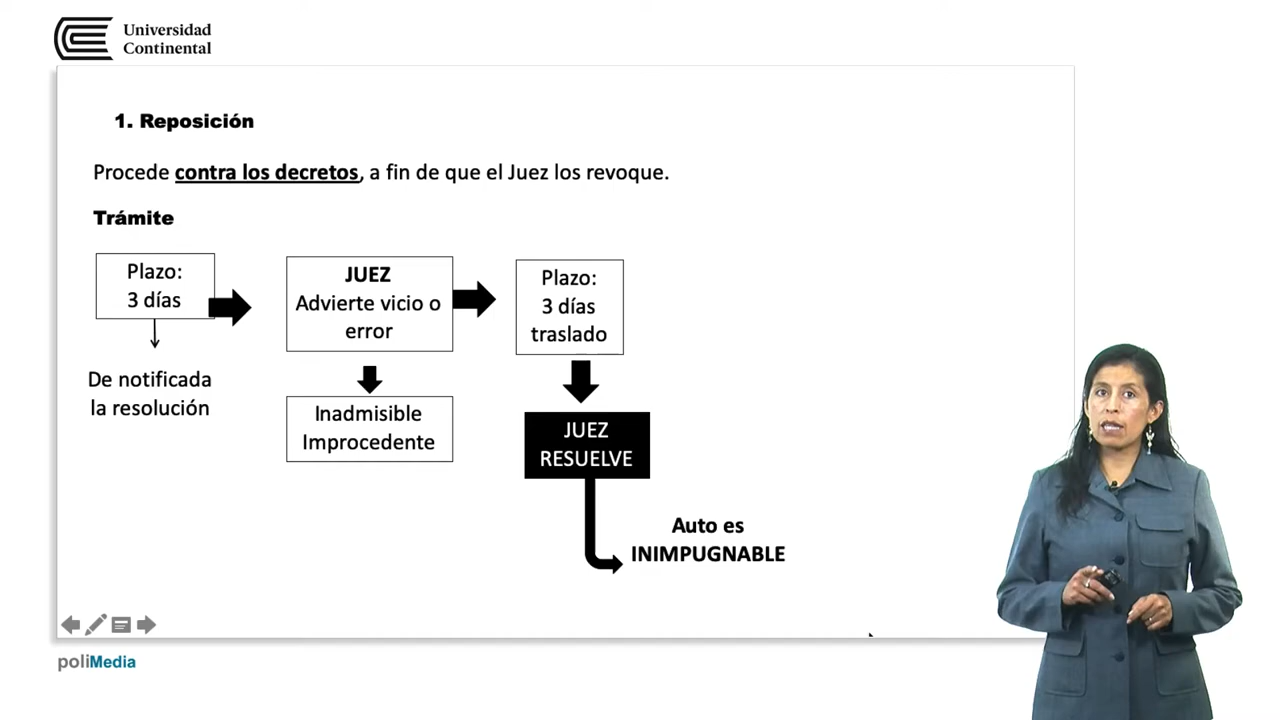 Universidad
Continental
1. Reposición
Procede contra los decretos, a fin de que el Juez los revoque.
Trámite
Plazo:
3 días
De notificada
la resolución
JUEZ
Advierte vicio o
error
Inadmisible
Improcedente
Plazo:
3 días
traslado
JUEZ
RESUELVE
Auto es
INIMPUGNABLE
poliMedia